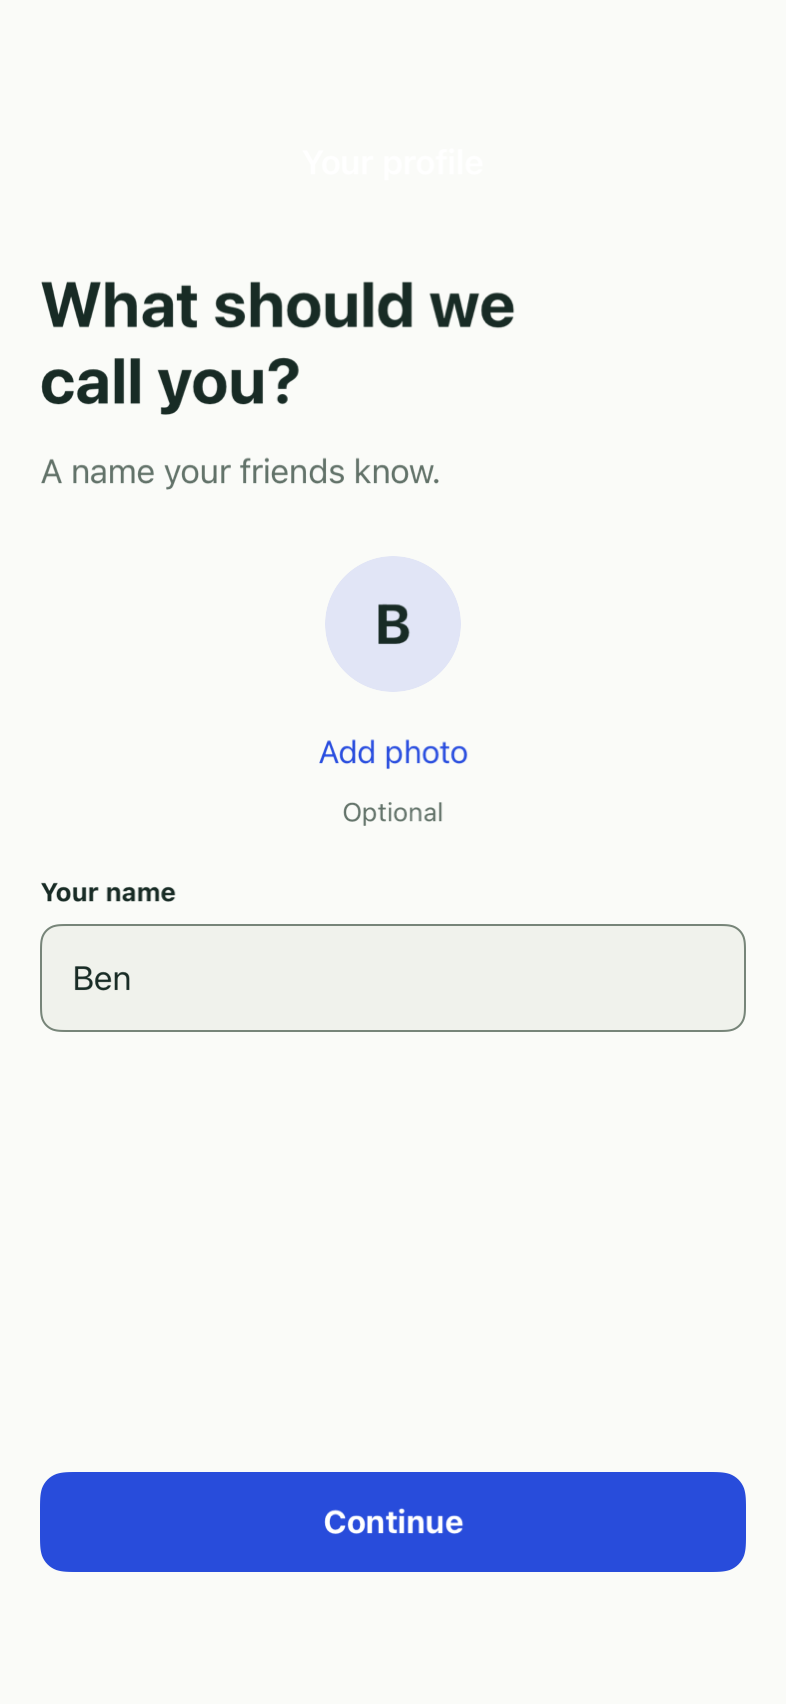 Your profile
What should we
call you?
A name your friends know.
B
Add photo
Optional
Your name
Ben
Continue